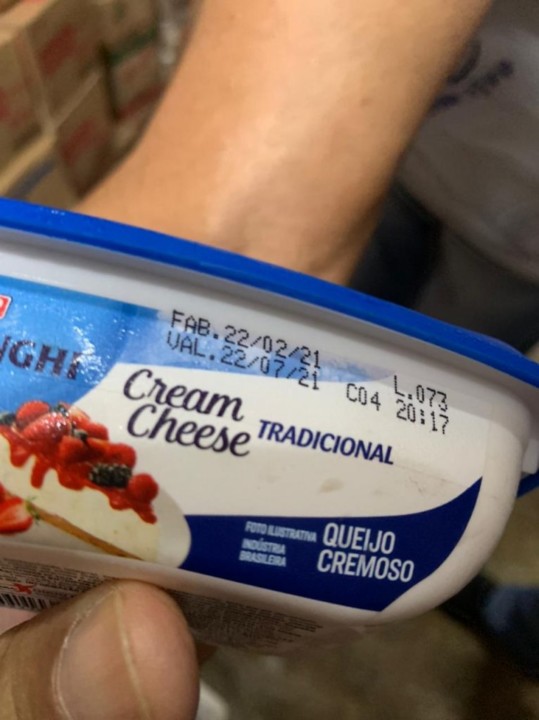 FAB.22/02/21 L.073
VAL.22/07/21 C04 20:17
Cream
Cheese TRADICIONAL
FOTO ILUSTRATIVA
INDÚSTRIA
BRASILEIRA
QUEIJO
CREMOSO